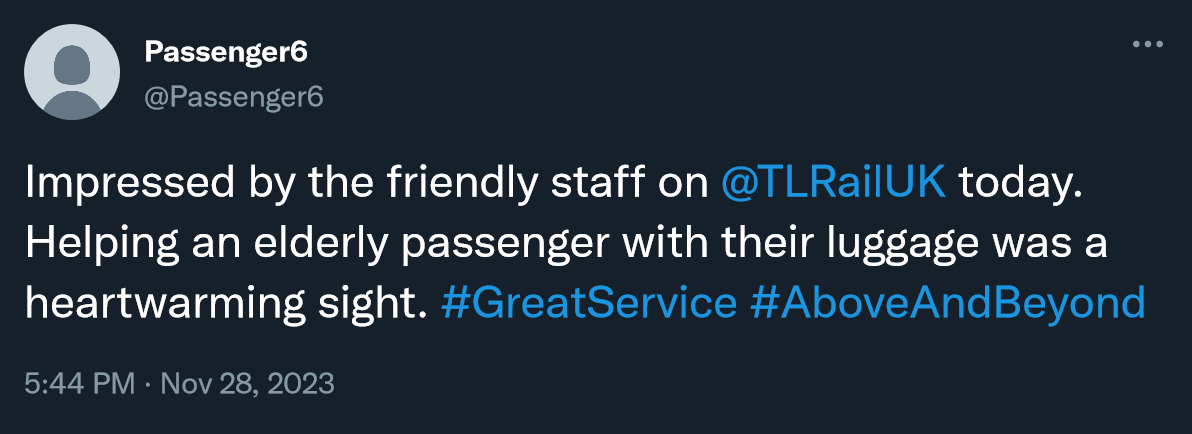 Passenger6
@Passenger6
Impressed by the friendly staff on @TLRailUK today.
Helping an elderly passenger with their luggage was a
heartwarming sight. #GreatService #AboveAndBeyond
5:44 PM · Nov 28, 2023